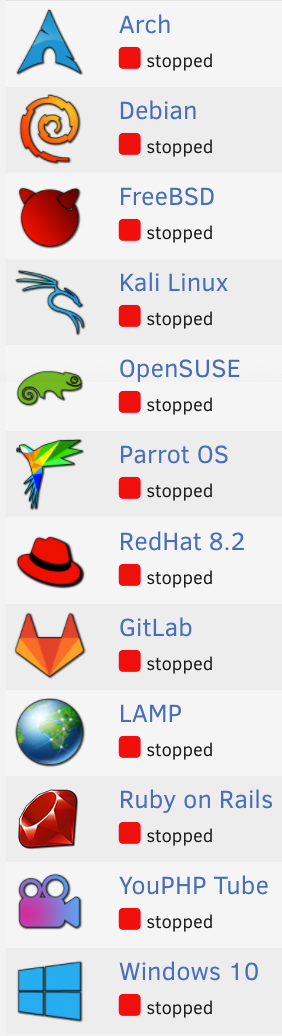 Arch
stopped
Debian
stopped
FreeBSD
stopped
Kali Linux
stopped
OpenSUSE
stopped
Parrot OS
stopped
RedHat 8.2
stopped
GitLab
stopped
LAMP
stopped
Ruby on Rails
stopped
YouPHP Tube
stopped
Windows 10
stopped